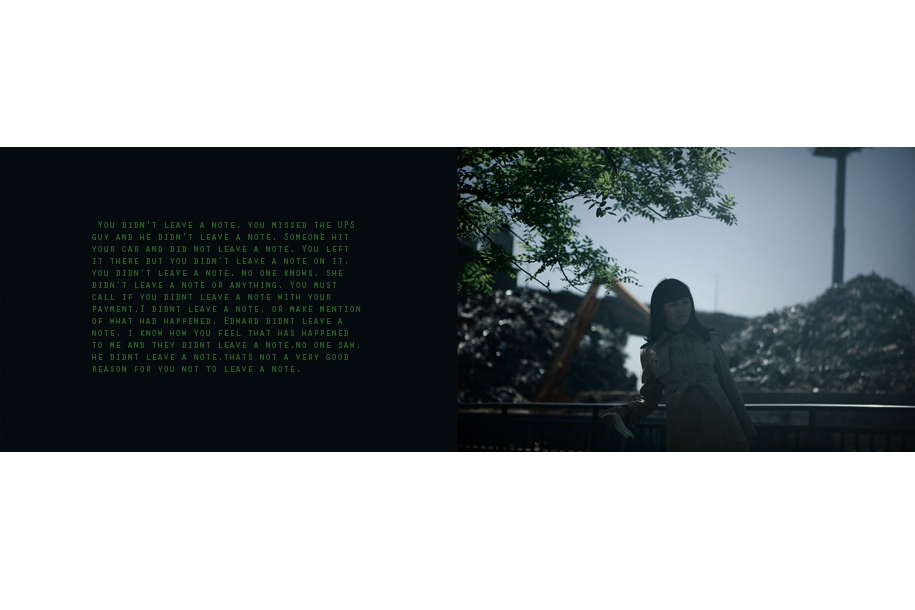 YOU DIDN'T LEAVE A NOTE. YOU MISSED THE UPS
GUY AND HE DIDN'T LEAVE A NOTE. SOMEONE HIT
YOUR CAR AND DID NOT LEAVE A NOTE. YOU LEFT
IT THERE BUT YOU DIDN'T LEAVE A NOTE ON IT.
YOU DIDN'T LEAVE A NOTE. NO ONE KNOWS. SHE
DIDN'T LEAVE A NOTE OR ANYTHING. YOU MUST
CALL IF YOU DIDNT LEAVE A NOTE WITH YOUR
PAYMENT.I DIDNT LEAVE A NOTE, OR MAKE MENTION
OF WHAT HAD HAPPENED. EDWARD DIDNT LEAVE A
NOTE. I KNOW HOW YOU FEEL THAT HAS HAPPENED
TO ME AND THEY DIDNT LEAVE A NOTE.NO ONE SAW.
HE DIDNT LEAVE A NOTE.THATS NOT A VERY GOOD
REASON FOR YOU NOT TO LEAVE A NOTE.